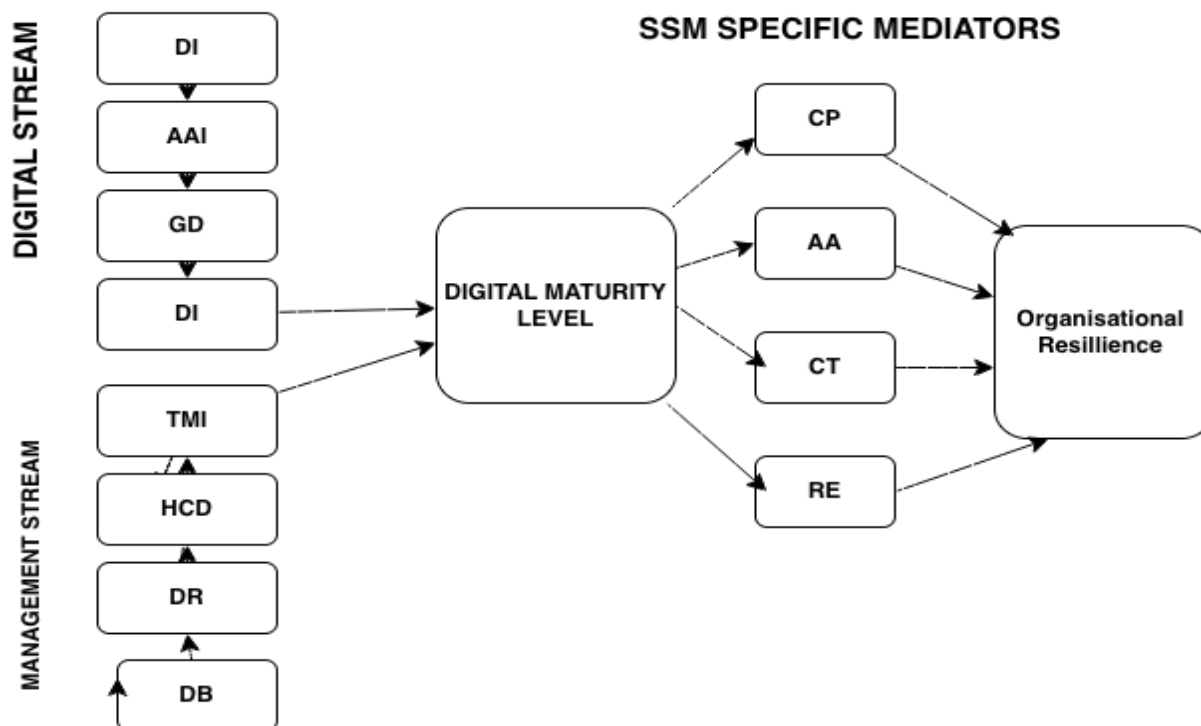 DIGITAL STREAM
DI
AAI
GD
DI
MANAGEMENT STREAM
TMI
HCD
DR
DB
DIGITAL MATURITY
LEVEL
SSM SPECIFIC MEDIATORS
CP
AA
CT
RE
Organisational
Resillience